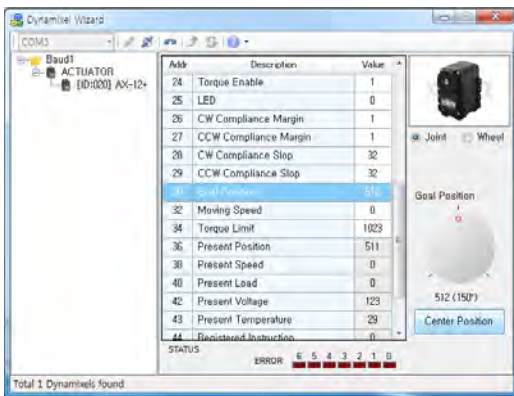 Dynamixel Wizard
COM3
Baud1
ACTUATOR
[ID:020] AX-12+
Addr Description Value
24 Torque Enable 1
25 LED 0
26 CW Compliance Margin 1
27 CCW Compliance Margin 1
28 CW Compliance Slop 32
29 CCW Compliance Slop 32
30 Goal Position 512
32 Moving Speed 0
34 Torque Limit 1023
36 Present Position 511
38 Present Speed 0
40 Present Load 0
42 Present Voltage 123
43 Present Temperature 29
44 Registered Instruction 0
Joint Wheel
Goal Position
512 (150°)
Center Position
STATUS
ERROR 6 5 4 3 2 1 0
Total 1 Dynamixels found